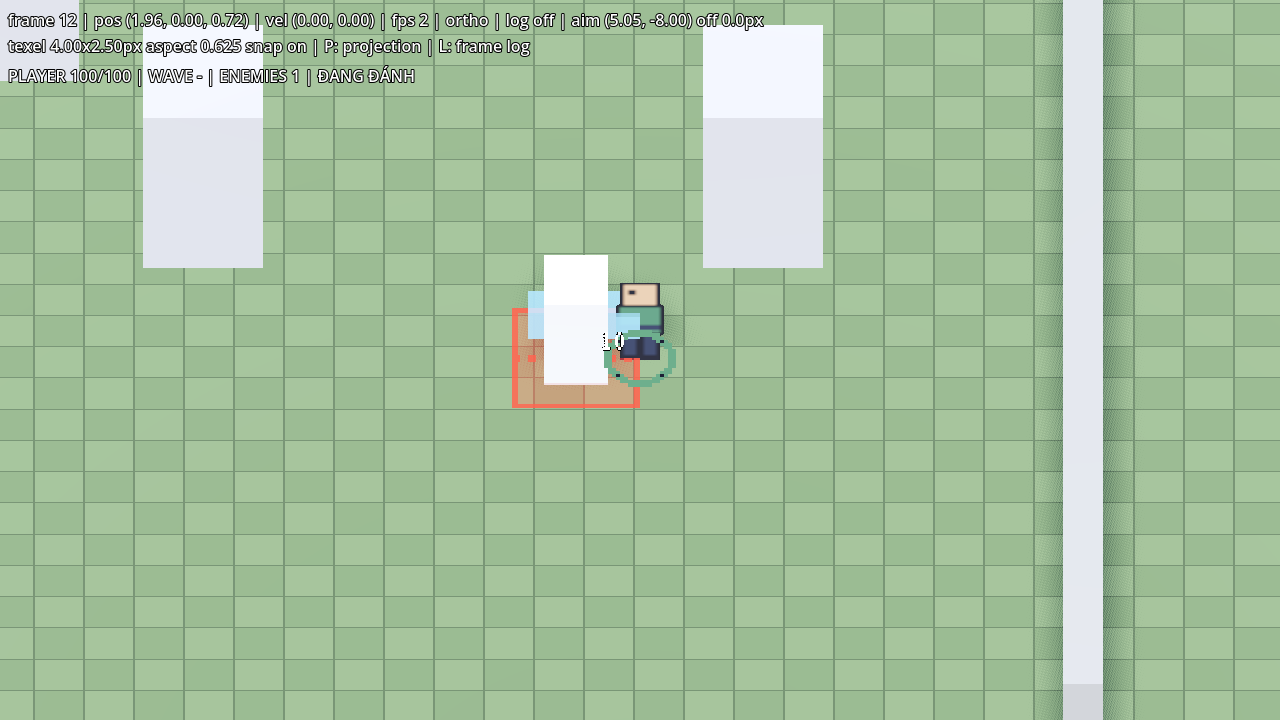 frame 12 | pos (1.96, 0.00, 0.72) | vel (0.00, 0.00) | fps 2 | ortho | log off | aim (5.05, -8.00) off 0.0px
texel 4.00x2.50px aspect 0.625 snap on | P: projection | L: frame log
PLAYER 100/100 | WAVE - | ENEMIES 1 | ĐANG ĐÁNH
10